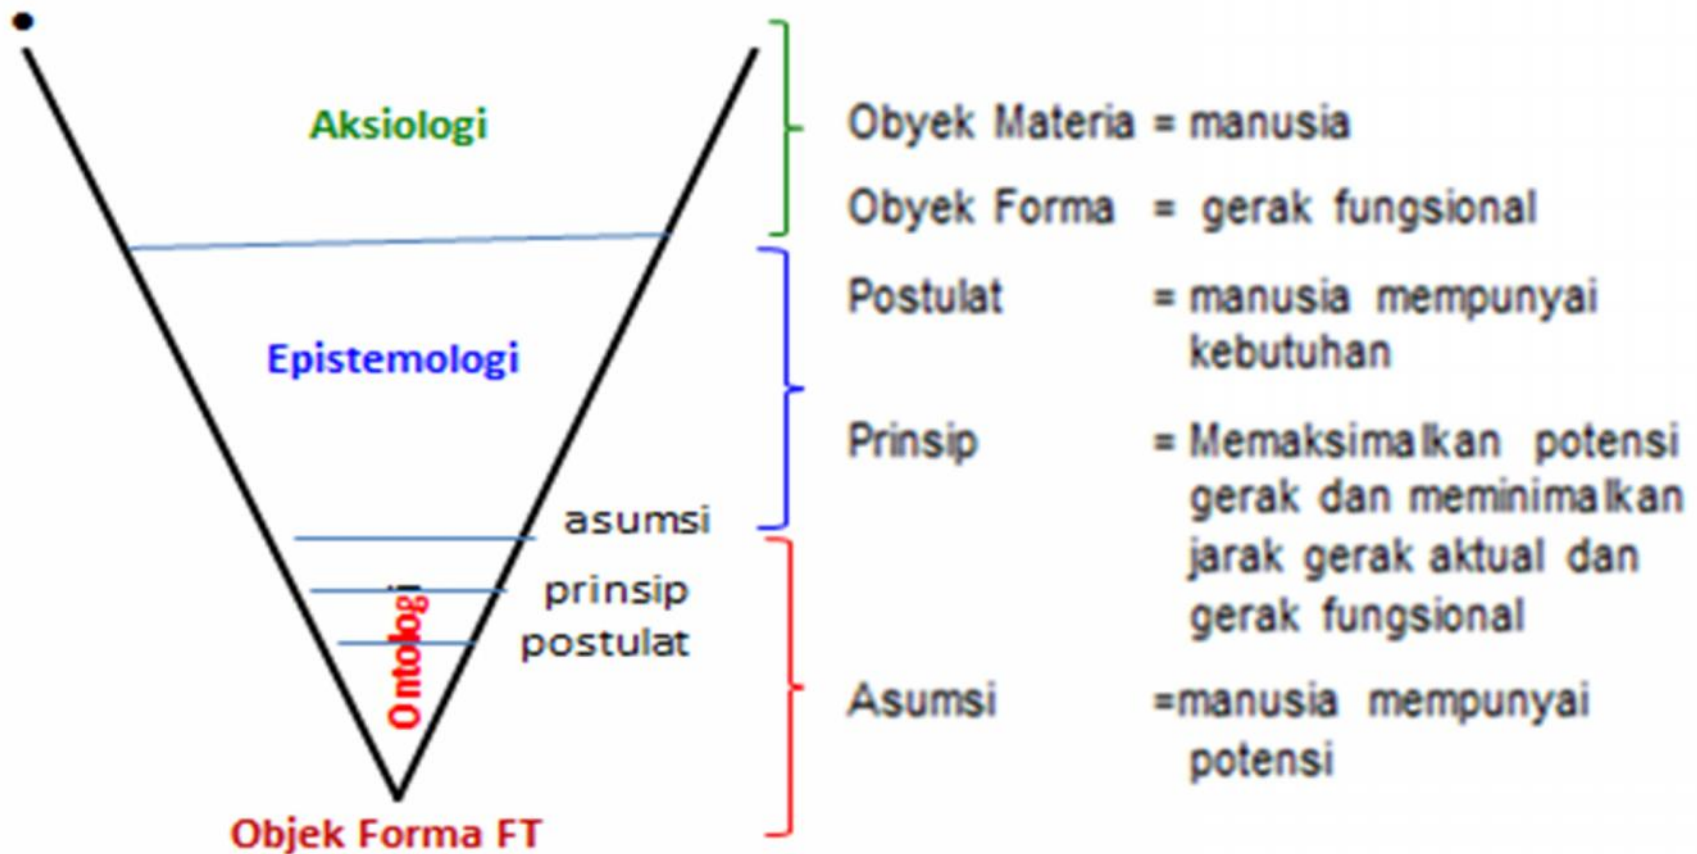 Aksiologi
Epistemologi
asumsi
prinsip
postulat
Ontologi
Objek Forma FT
Obyek Materia = manusia
Obyek Forma = gerak fungsional
Postulat = manusia mempunyai
kebutuhan
Prinsip = Memaksimalkan potensi
gerak dan meminimalkan
jarak gerak aktual dan
gerak fungsional
Asumsi =manusia mempunyai
potensi